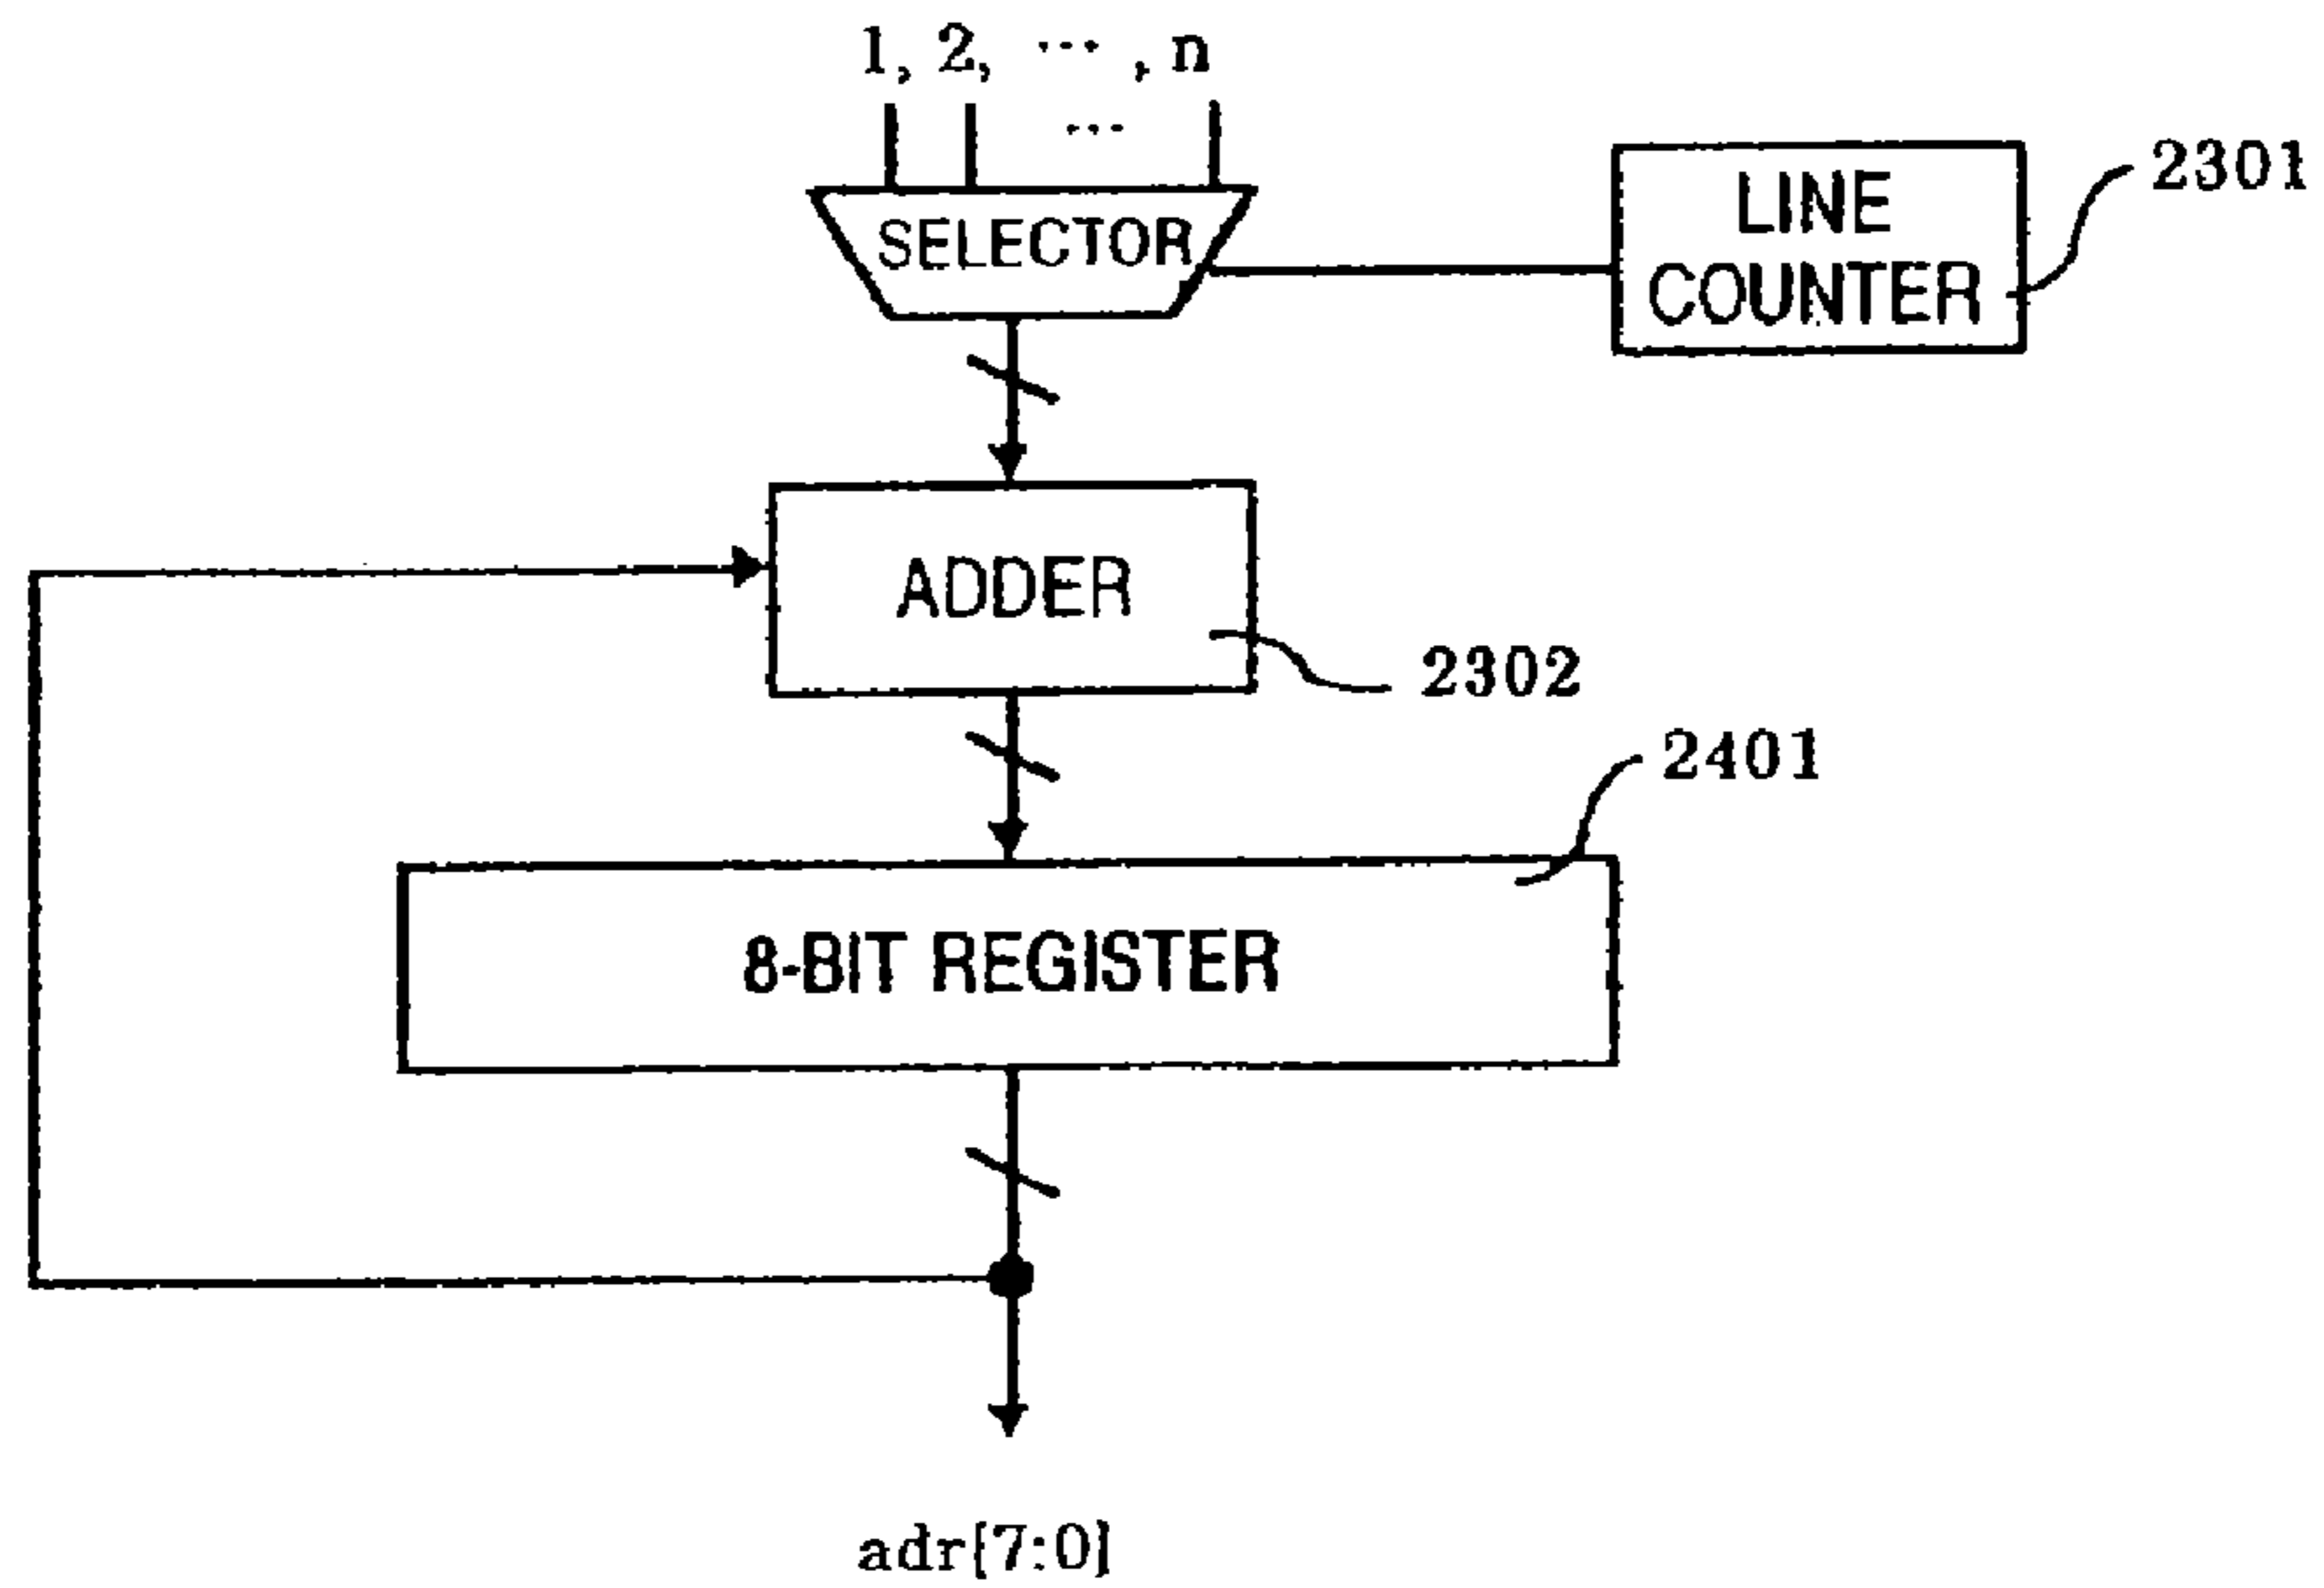 1, 2, ... , n
...
SELECTOR
LINE
COUNTER
2301
ADDER
2302
2401
8-BIT REGISTER
adr[7:0]